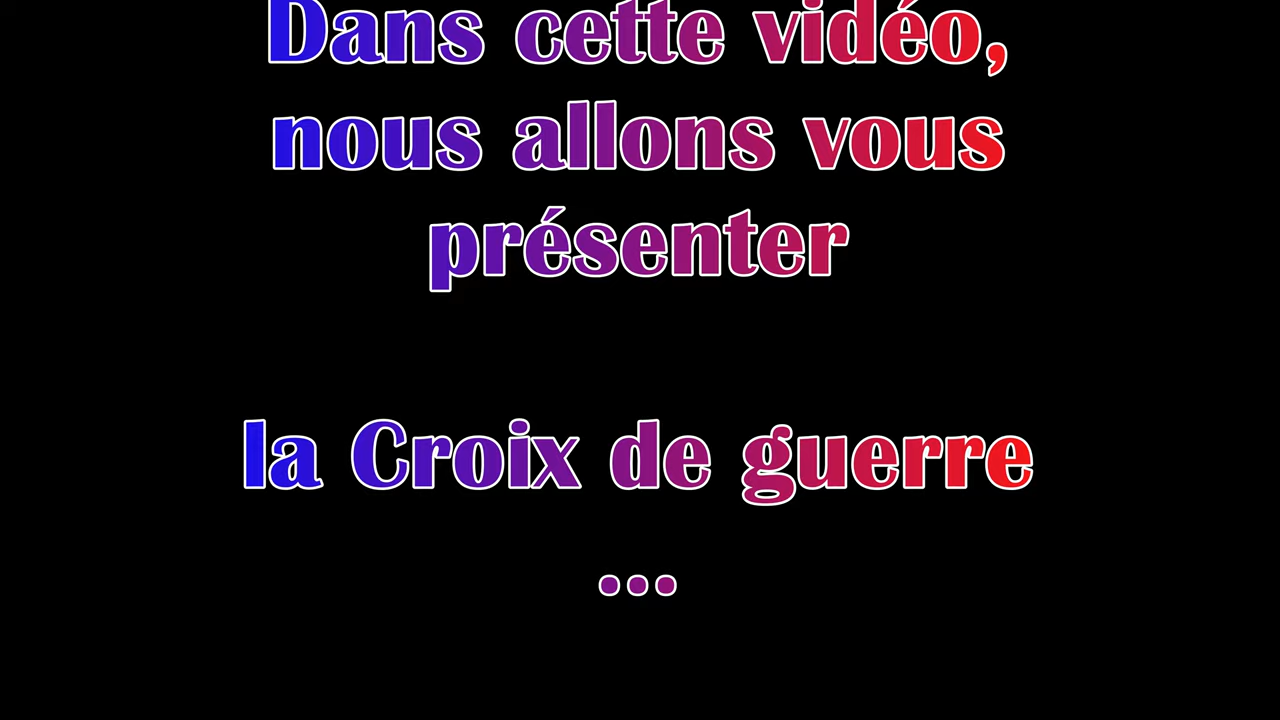 Dans cette vidéo,
nous allons vous
présenter
la Croix de guerre
...